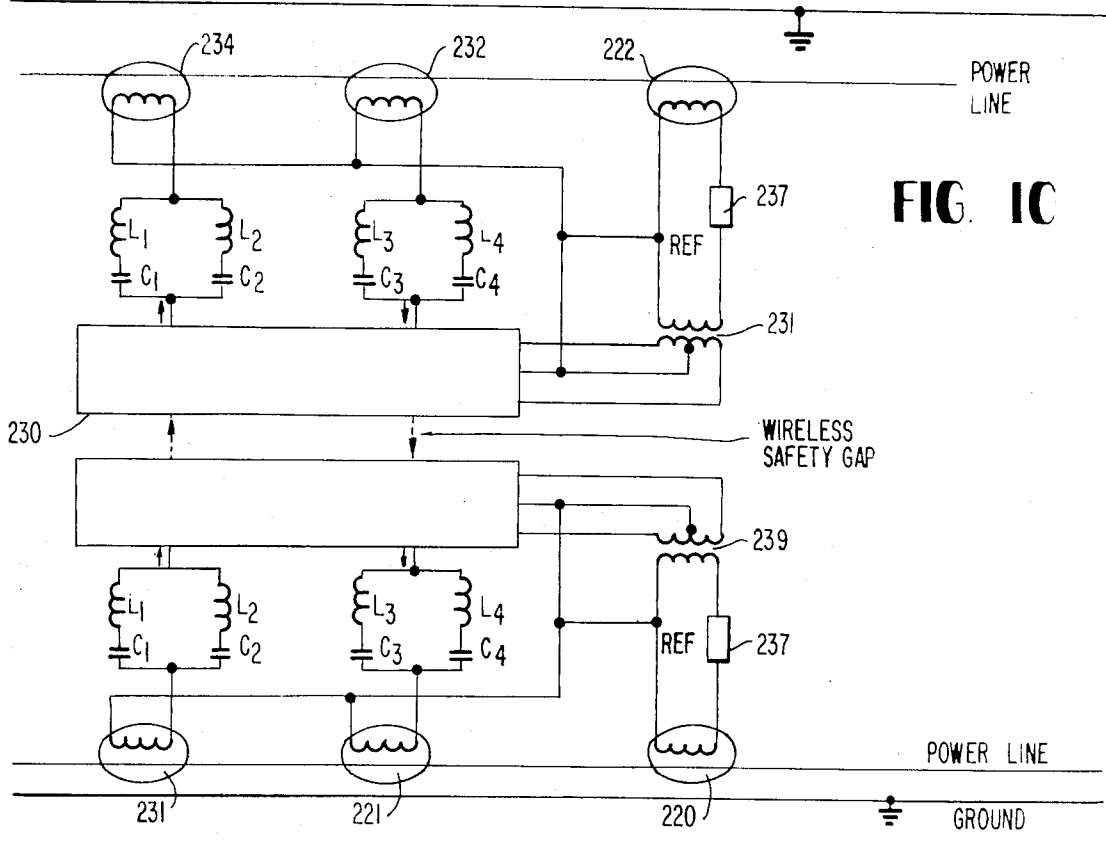 234
232
222
POWER
LINE
FIG. 1C
237
L1
L2
L3
L4
REF
C1
C2
C3
C4
231
230
WIRELESS
SAFETY GAP
239
L1
L2
L3
L4
C1
C2
C3
C4
REF
237
POWER LINE
231
221
220
GROUND